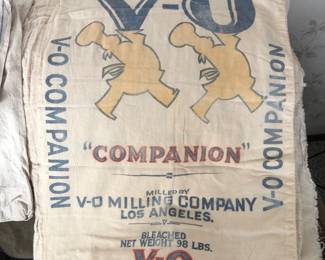 V-O
V-O COMPANION
V-O COMPANION
"COMPANION"
MILLED BY
V-O MILLING COMPANY
LOS ANGELES.
BLEACHED
NET WEIGHT 98 LBS.
V-O